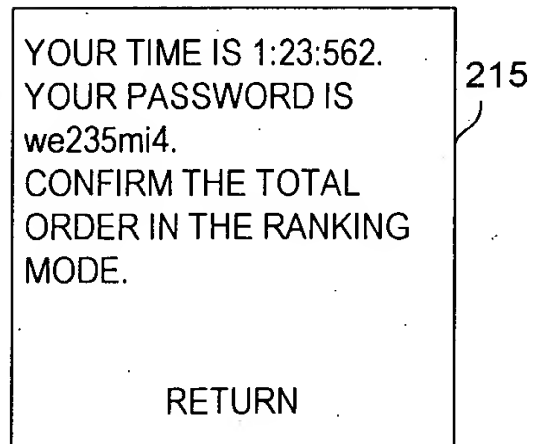 YOUR TIME IS 1:23:562.
YOUR PASSWORD IS
we235mi4.
CONFIRM THE TOTAL
ORDER IN THE RANKING
MODE.
RETURN
215